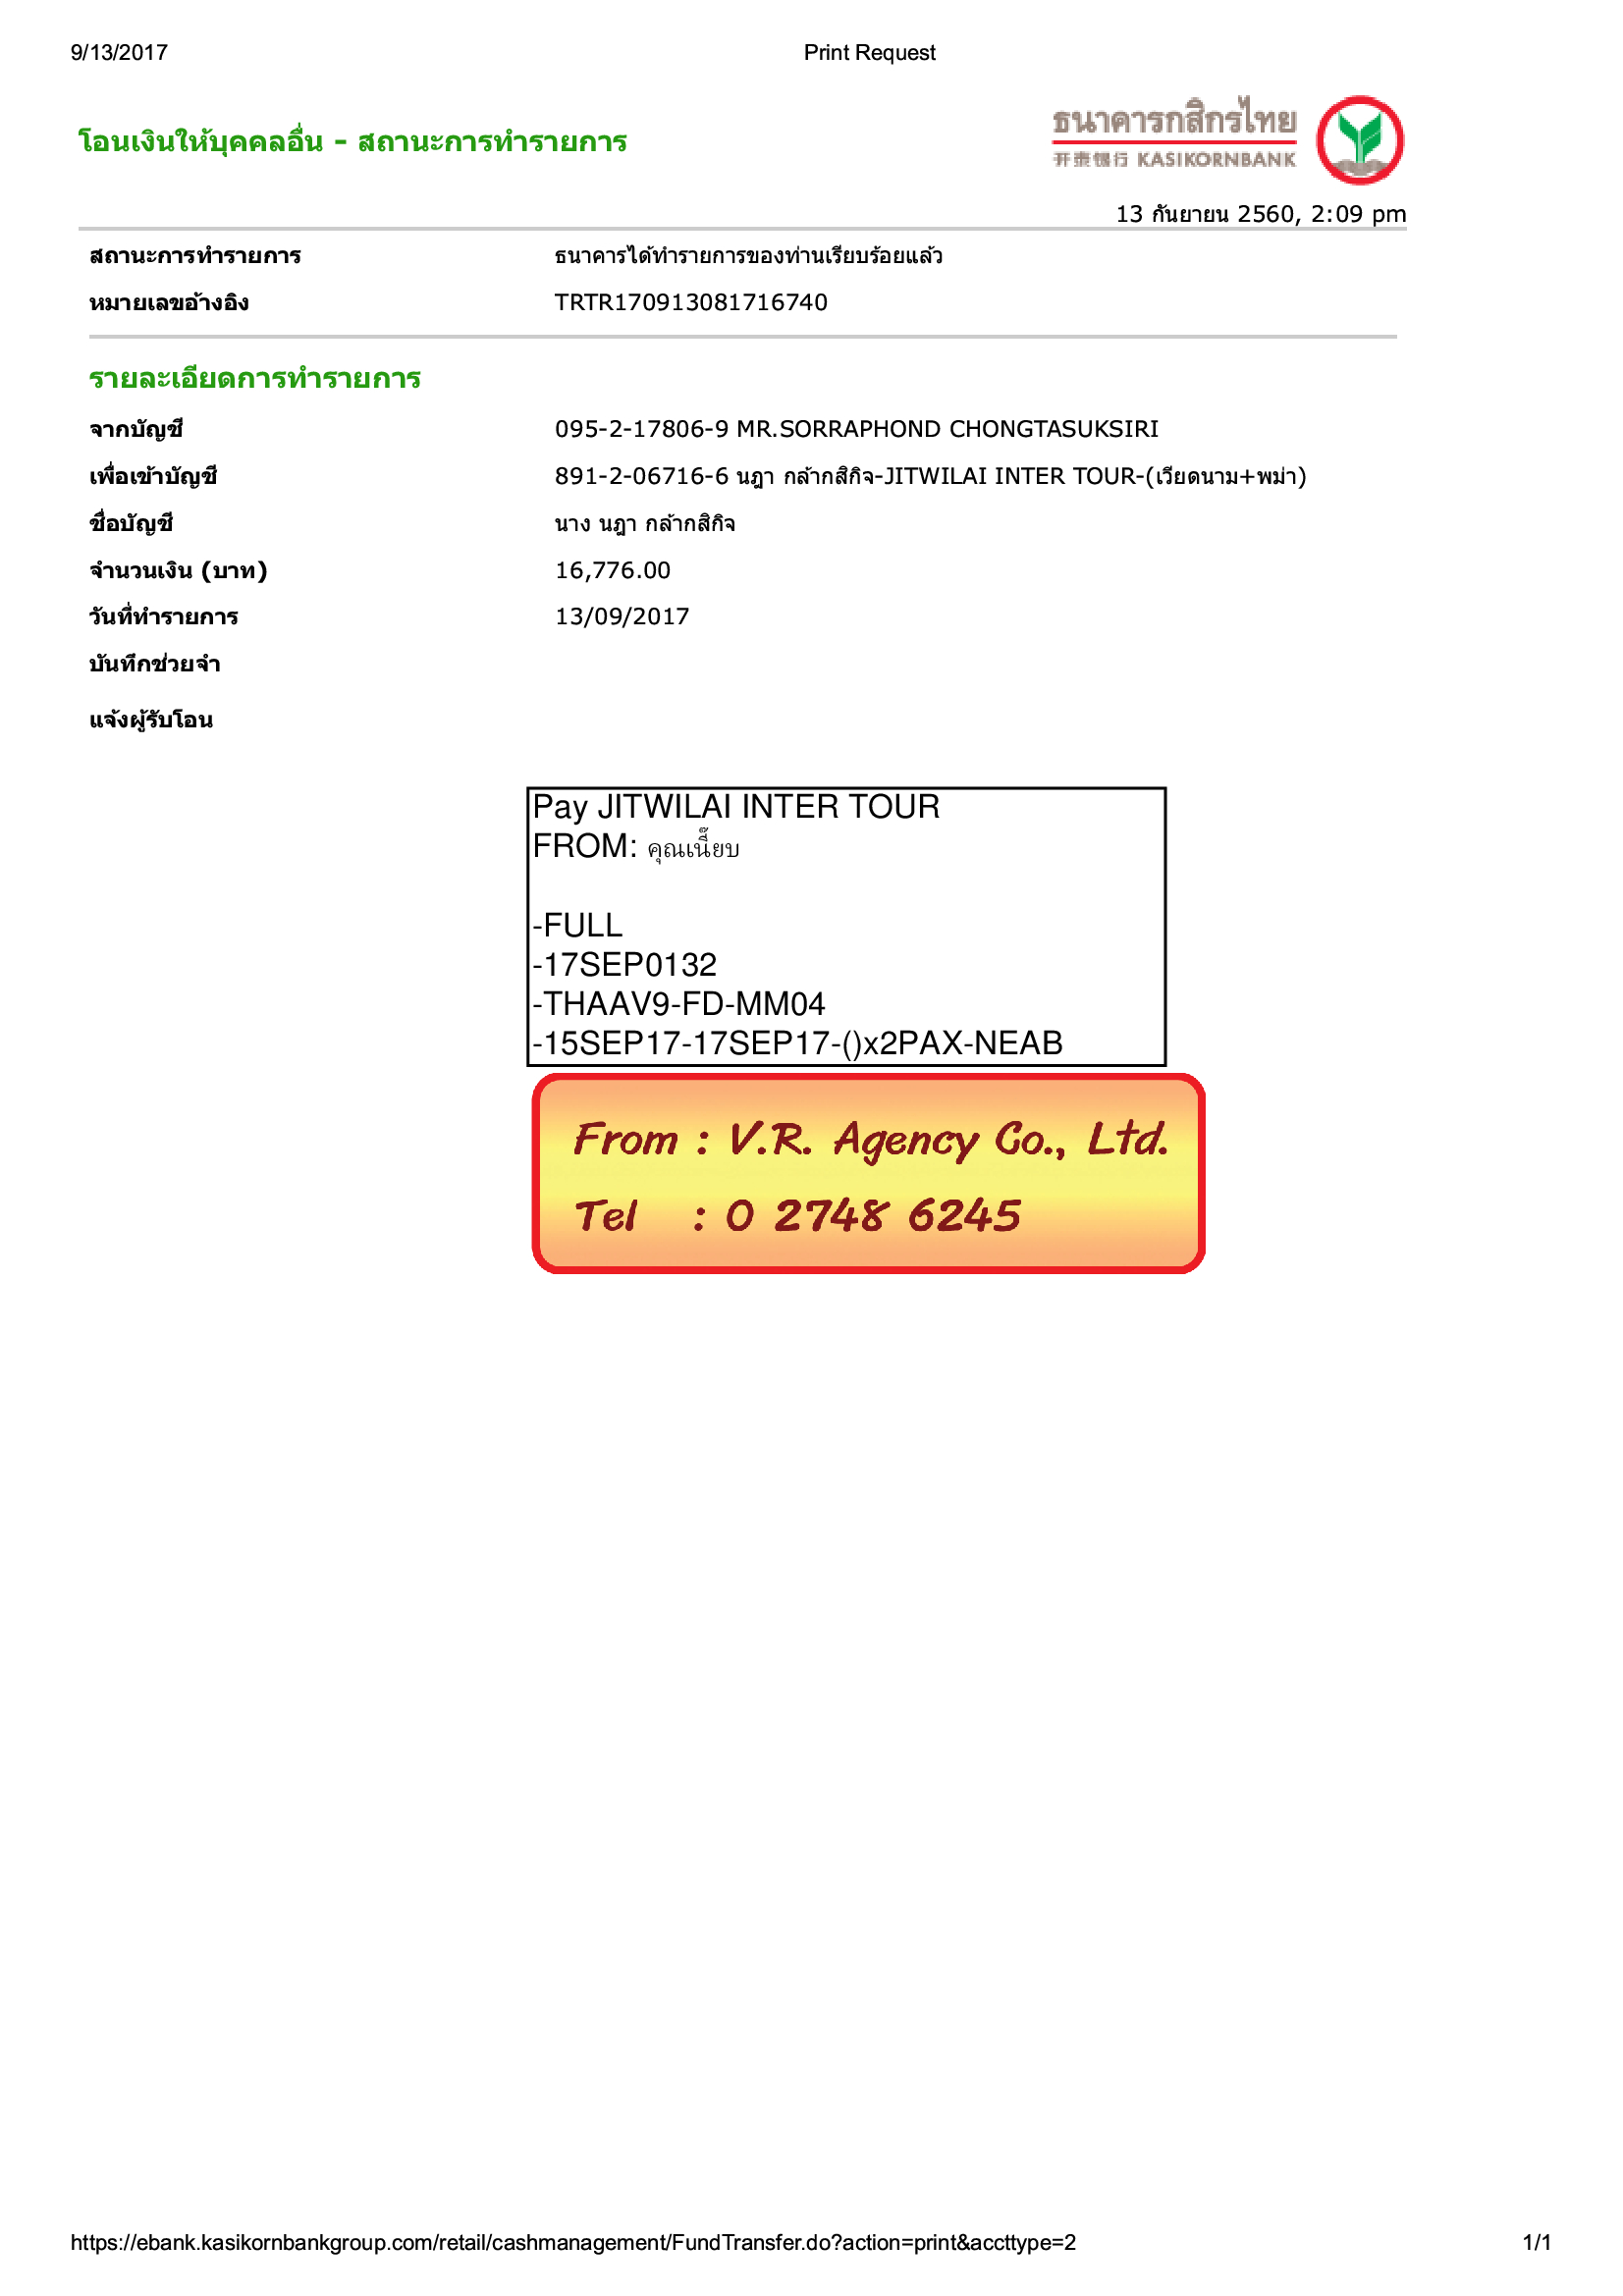 9/13/2017 Print Request
ธนาคารกสิกรไทย
开泰银行 KASIKORNBANK
โอนเงินให้บุคคลอื่น - สถานะการทำรายการ
13 กันยายน 2560, 2:09 pm
สถานะการทำรายการ ธนาคารได้ทำรายการของท่านเรียบร้อยแล้ว
หมายเลขอ้างอิง TRTR170913081716740
รายละเอียดการทำรายการ
จากบัญชี 095-2-17806-9 MR.SORRAPHOND CHONGTASUKSIRI
เพื่อเข้าบัญชี 891-2-06716-6 นฎา กล้ากสิกิจ-JITWILAI INTER TOUR-(เวียดนาม+พม่า)
ชื่อบัญชี นาง นฎา กล้ากสิกิจ
จำนวนเงิน (บาท) 16,776.00
วันที่ทำรายการ 13/09/2017
บันทึกช่วยจำ
แจ้งผู้รับโอน
Pay JITWILAI INTER TOUR
FROM: คุณเนี๊ยบ
-FULL
-17SEP0132
-THAAV9-FD-MM04
-15SEP17-17SEP17-()x2PAX-NEAB
From : V.R. Agency Co., Ltd.
Tel : 0 2748 6245
https://ebank.kasikornbankgroup.com/retail/cashmanagement/FundTransfer.do?action=print&accttype=2 1/1